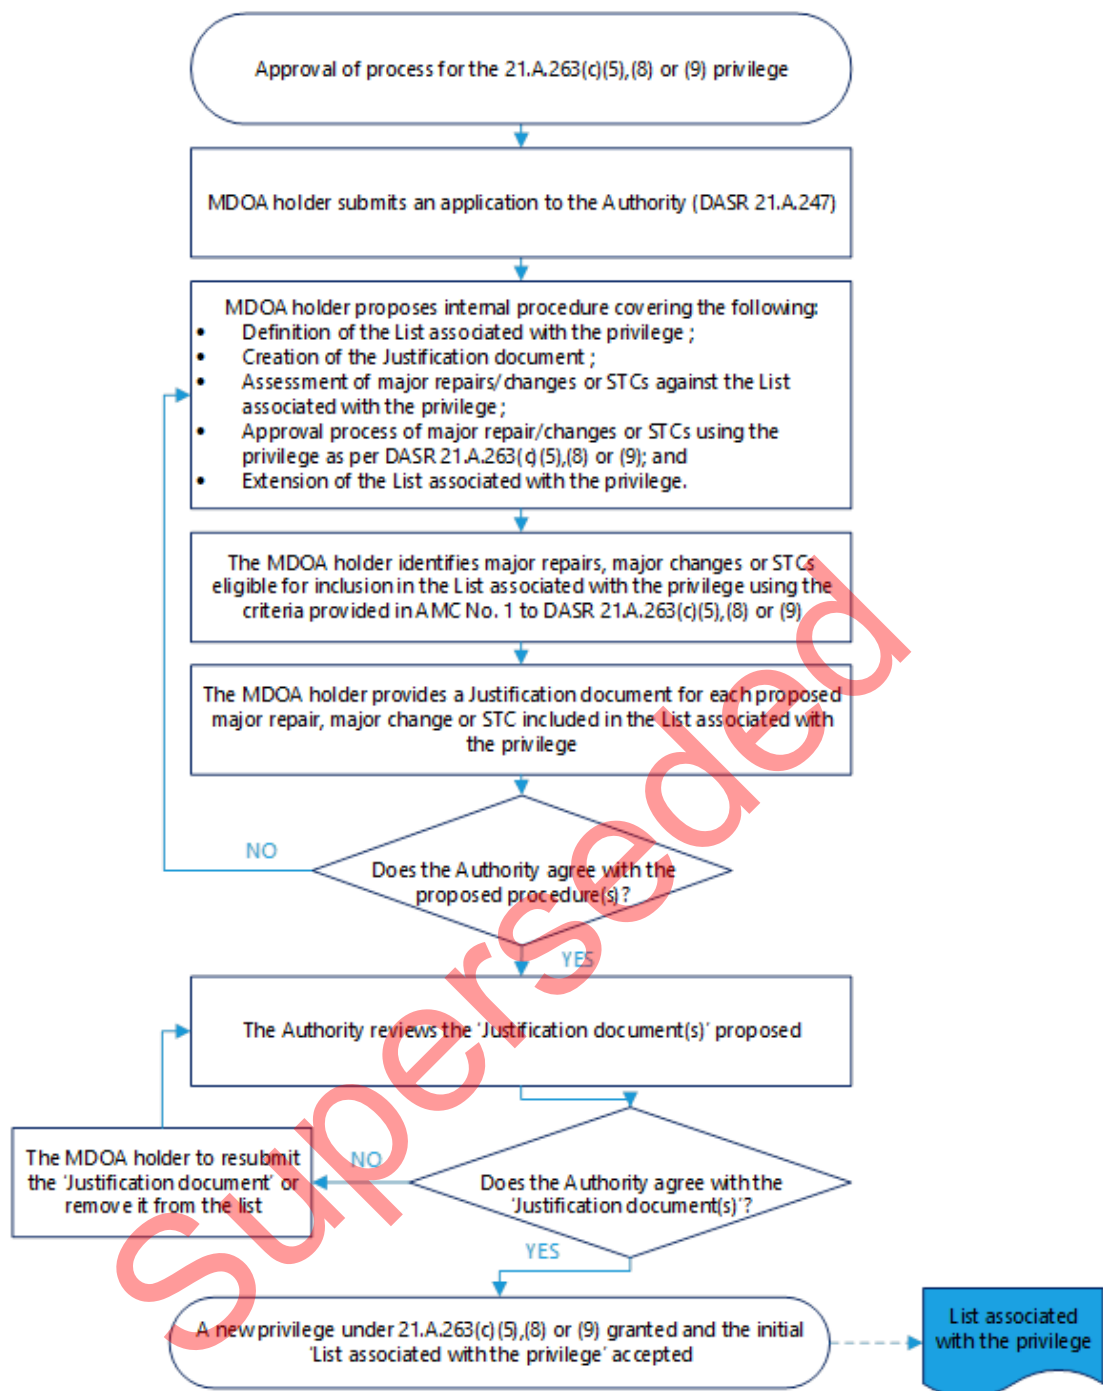 Approval of process for the 21.A.263(c)(5),(8) or (9) privilege
MDOA holder submits an application to the Authority (DASR 21.A.247)
MDOA holder proposes internal procedure covering the following:
• Definition of the List associated with the privilege ;
• Creation of the Justification document ;
• Assessment of major repairs/changes or STCs against the List
associated with the privilege ;
• Approval process of major repair/changes or STCs using the
privilege as per DASR 21.A.263(c)(5),(8) or (9); and
• Extension of the List associated with the privilege.
The MDOA holder identifies major repairs, major changes or STCs
eligible for inclusion in the List associated with the privilege using the
criteria provided in AMC No. 1 to DASR 21.A.263(c)(5),(8) or (9)
The MDOA holder provides a Justification document for each proposed
major repair, major change or STC included in the List associated with
the privilege
NO
Does the Authority agree with the
proposed procedure(s)?
YES
The Authority reviews the 'Justification document(s)' proposed
The MDOA holder to resubmit
the 'Justification document' or
remove it from the list
NO
Does the Authority agree with the
'Justification document(s)'?
YES
A new privilege under 21.A.263(c)(5),(8) or (9) granted and the initial
'List associated with the privilege' accepted
List associated
with the privilege
Superseded